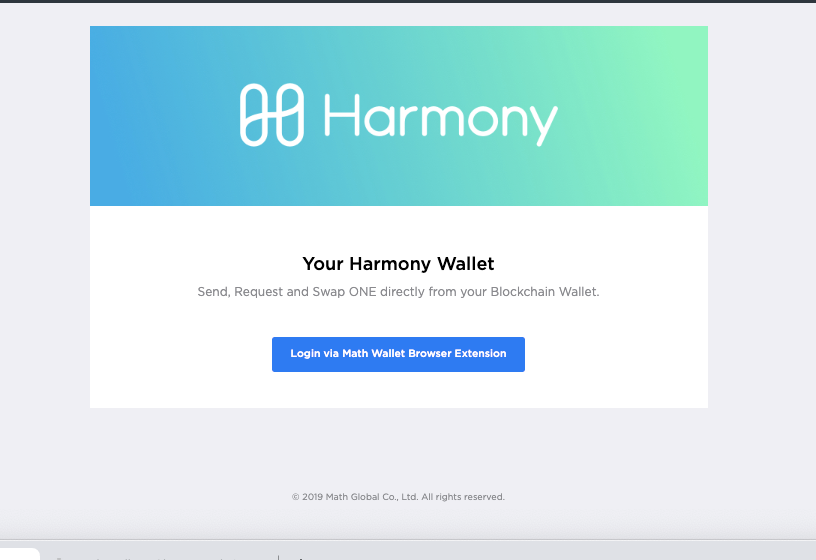 Harmony
Your Harmony Wallet
Send, Request and Swap ONE directly from your Blockchain Wallet.
Login via Math Wallet Browser Extension
© 2019 Math Global Co., Ltd. All rights reserved.